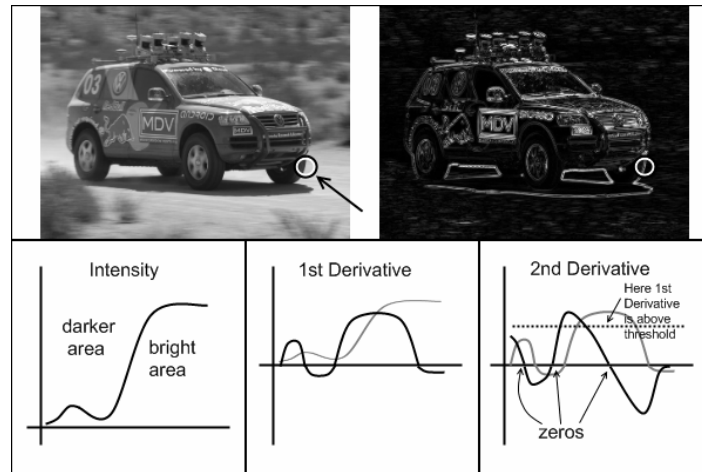 03
MDV
MDV
Intensity
darker
area
bright
area
1st Derivative
2nd Derivative
Here 1st
Derivative
is above
threshold
zeros